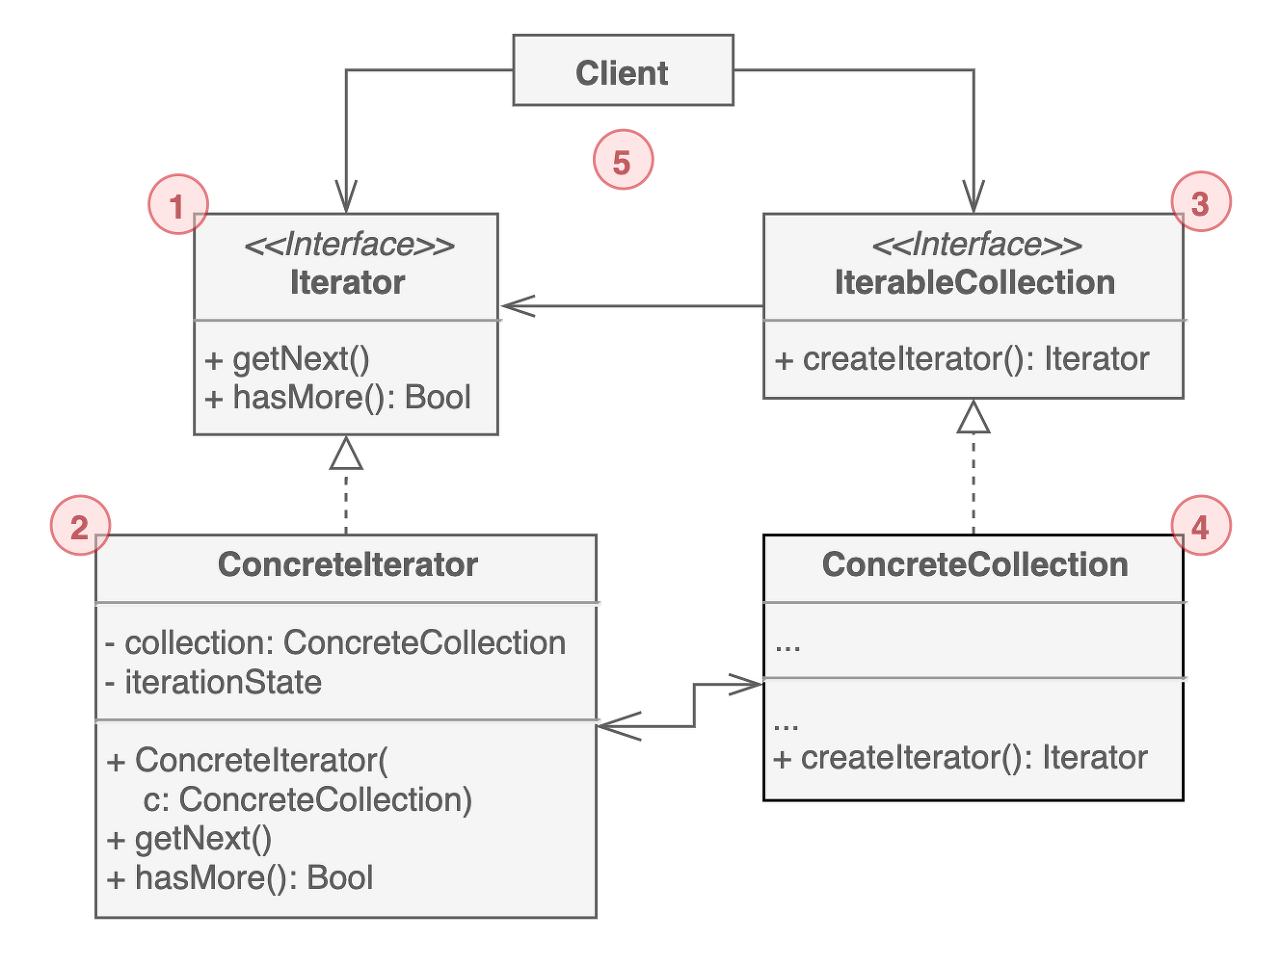 Client
5
1
<<Interface>>
Iterator
+ getNext()
+ hasMore(): Bool
3
<<Interface>>
IterableCollection
+ createIterator(): Iterator
2
ConcreteIterator
- collection: ConcreteCollection
- iterationState
+ ConcreteIterator(
c: ConcreteCollection)
+ getNext()
+ hasMore(): Bool
4
ConcreteCollection
...
...
+ createIterator(): Iterator